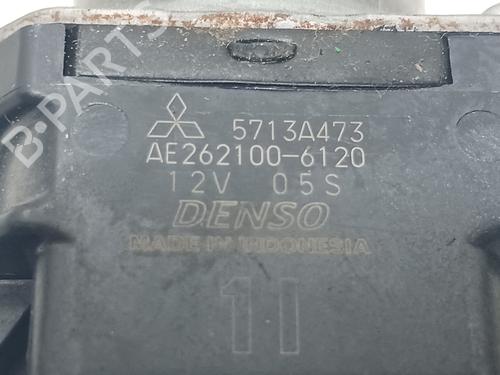 B-PARTS
5713A473
AE262100-6120
12V 05S
DENSO
MADE IN INDONESIA
11